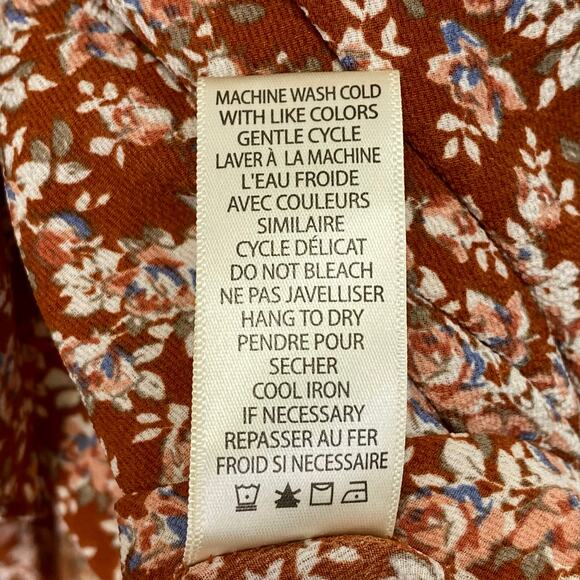 MACHINE WASH COLD
WITH LIKE COLORS
GENTLE CYCLE
LAVER À LA MACHINE
L'EAU FROIDE
AVEC COULEURS
SIMILAIRE
CYCLE DÉLICAT
DO NOT BLEACH
NE PAS JAVELLISER
HANG TO DRY
PENDRE POUR
SECHER
COOL IRON
IF NECESSARY
REPASSER AU FER
FROID SI NECESSAIRE